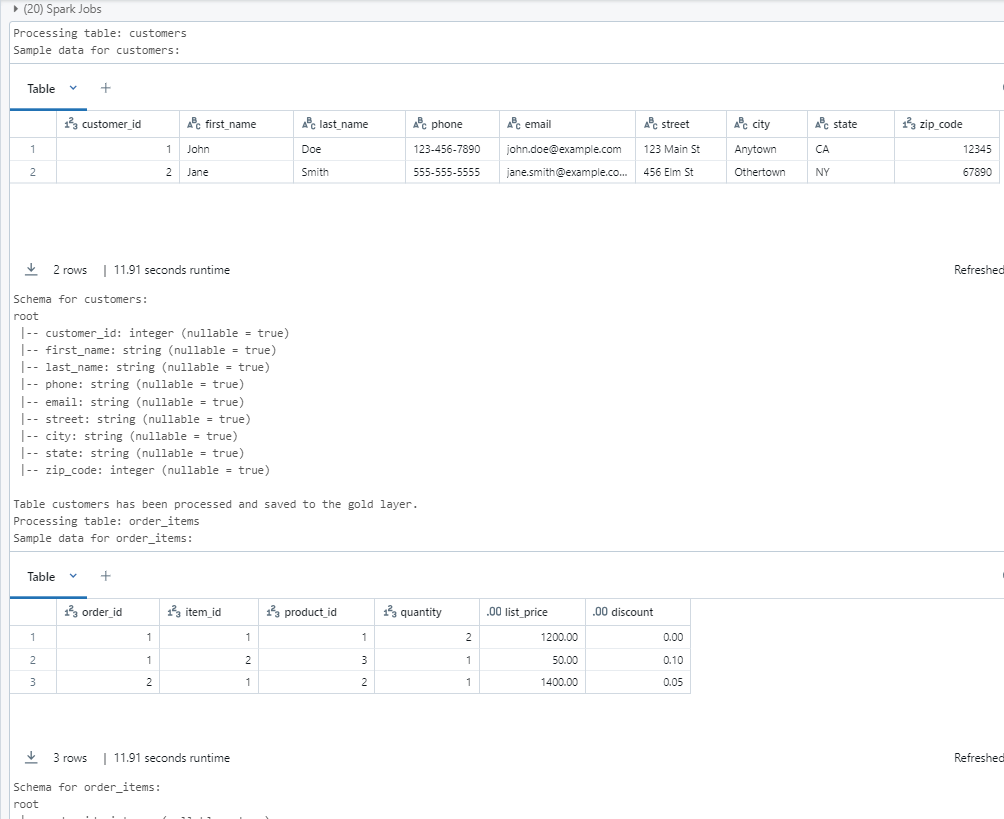 (20) Spark Jobs
Processing table: customers
Sample data for customers:
Table
customer_id first_name last_name phone email street city state zip_code
1 1 John Doe 123-456-7890 john.doe@example.com 123 Main St Anytown CA 12345
2 2 Jane Smith 555-555-5555 jane.smith@example.co... 456 Elm St Othertown NY 67890
2 rows | 11.91 seconds runtime Refreshed
Schema for customers:
root
|-- customer_id: integer (nullable = true)
|-- first_name: string (nullable = true)
|-- last_name: string (nullable = true)
|-- phone: string (nullable = true)
|-- email: string (nullable = true)
|-- street: string (nullable = true)
|-- city: string (nullable = true)
|-- state: string (nullable = true)
|-- zip_code: integer (nullable = true)
Table customers has been processed and saved to the gold layer.
Processing table: order_items
Sample data for order_items:
Table
order_id item_id product_id quantity .00 list_price .00 discount
1 1 1 1 2 1200.00 0.00
2 1 2 3 1 50.00 0.10
3 2 1 2 1 1400.00 0.05
3 rows | 11.91 seconds runtime Refreshed
Schema for order_items:
root